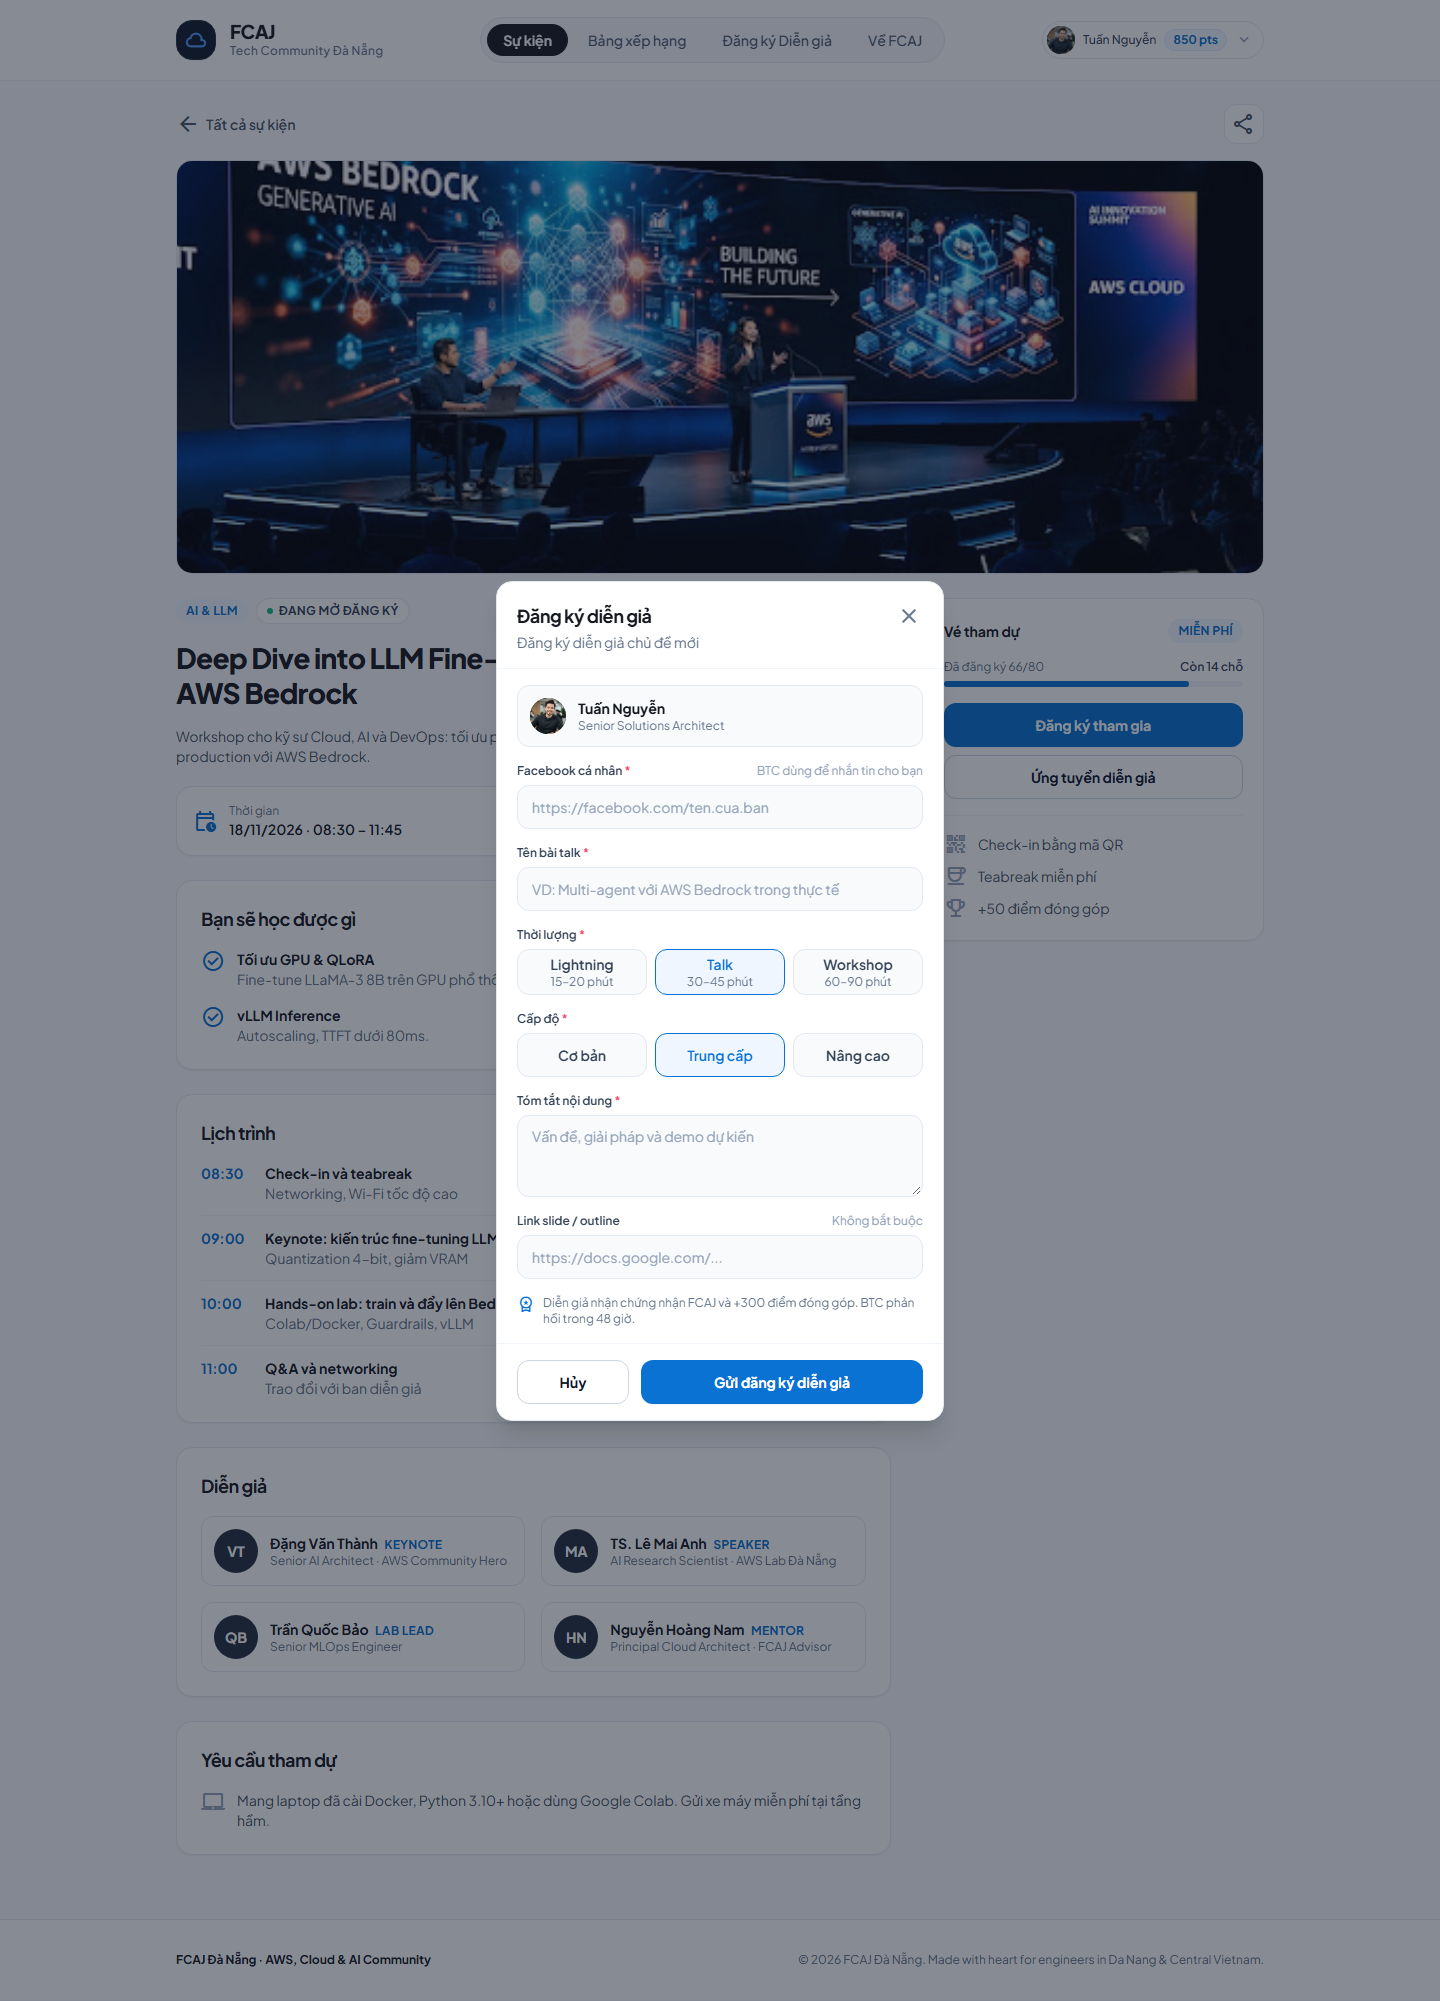 FCAJ
Tech Community Đà Nẵng
Sự kiện
Bảng xếp hạng
Đăng ký Diễn giả
Về FCAJ
Tuấn Nguyễn
850 pts
Tất cả sự kiện
AWS BEDROCK
GENERATIVE AI
IT
BUILDING
THE FUTURE
GENERATIVE AI
AI INNOVATION
SUMMIT
AWS CLOUD
aws
AI & LLM
ĐANG MỞ ĐĂNG KÝ
Deep Dive into LLM Fine-
AWS Bedrock
Workshop cho kỹ sư Cloud, AI và DevOps: tối ưu p
production với AWS Bedrock.
Thời gian
18/11/2026 · 08:30 – 11:45
Bạn sẽ học được gì
Tối ưu GPU & QLoRA
Fine-tune LLaMA-3 8B trên GPU phổ thô
vLLM Inference
Autoscaling, TTFT dưới 80ms.
Lịch trình
08:30
Check-in và teabreak
Networking, Wi-Fi tốc độ cao
09:00
Keynote: kiến trúc fine-tuning LLM
Quantization 4-bit, giảm VRAM
10:00
Hands-on lab: train và đẩy lên Bed
Colab/Docker, Guardrails, vLLM
11:00
Q&A và networking
Trao đổi với ban diễn giả
Đăng ký diễn giả
Đăng ký diễn giả chủ đề mới
Tuấn Nguyễn
Senior Solutions Architect
Facebook cá nhân *
BTC dùng để nhắn tin cho bạn
https://facebook.com/ten.cua.ban
Tên bài talk *
VD: Multi-agent với AWS Bedrock trong thực tế
Thời lượng *
Lightning
15–20 phút
Talk
30–45 phút
Workshop
60–90 phút
Cấp độ *
Cơ bản
Trung cấp
Nâng cao
Tóm tắt nội dung *
Vấn đề, giải pháp và demo dự kiến
Link slide / outline
Không bắt buộc
https://docs.google.com/...
Diễn giả nhận chứng nhận FCAJ và +300 điểm đóng góp. BTC phản
hồi trong 48 giờ.
Hủy
Gửi đăng ký diễn giả
Vé tham dự
MIỄN PHÍ
Đã đăng ký 66/80
Còn 14 chỗ
Đăng ký tham gia
Ứng tuyển diễn giả
Check-in bằng mã QR
Teabreak miễn phí
+50 điểm đóng góp
Diễn giả
VT
Đặng Văn Thành KEYNOTE
Senior AI Architect · AWS Community Hero
MA
TS. Lê Mai Anh SPEAKER
AI Research Scientist · AWS Lab Đà Nẵng
QB
Trần Quốc Bảo LAB LEAD
Senior MLOps Engineer
HN
Nguyễn Hoàng Nam MENTOR
Principal Cloud Architect · FCAJ Advisor
Yêu cầu tham dự
Mang laptop đã cài Docker, Python 3.10+ hoặc dùng Google Colab. Gửi xe máy miễn phí tại tầng
hầm.
FCAJ Đà Nẵng · AWS, Cloud & AI Community
© 2026 FCAJ Đà Nẵng. Made with heart for engineers in Da Nang & Central Vietnam.